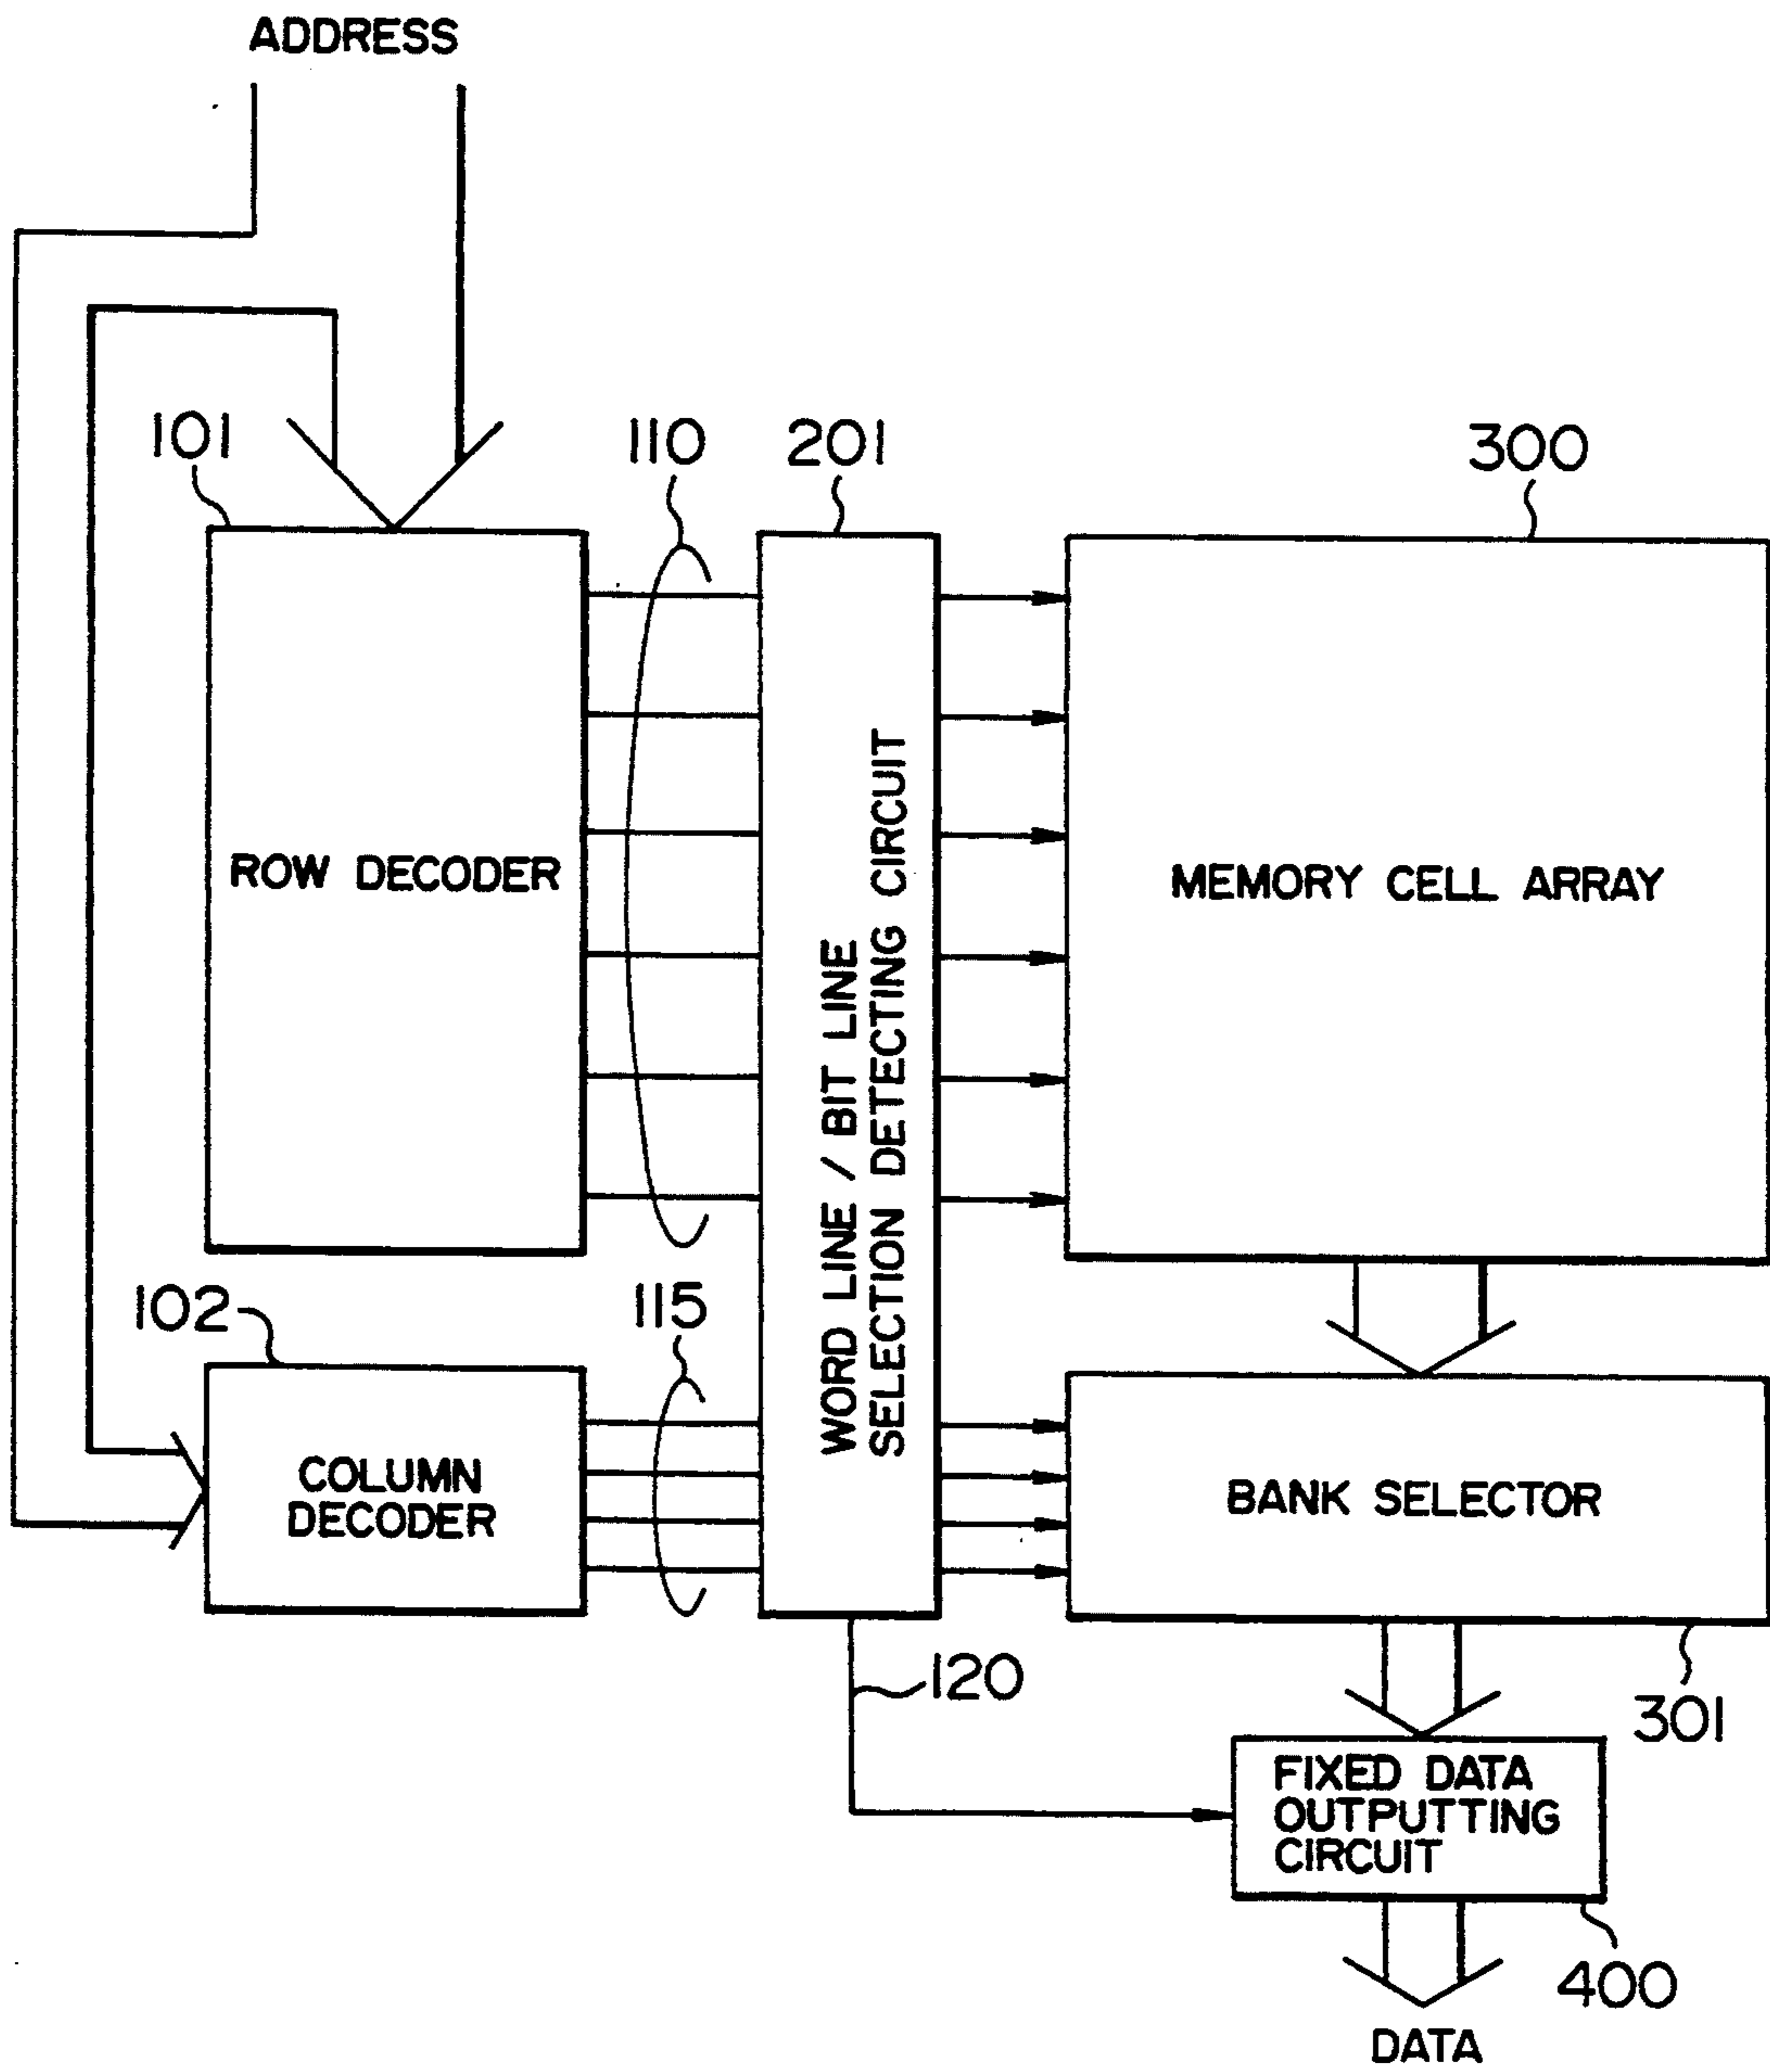 ADDRESS
101
110
201
300
ROW DECODER
WORD LINE / BIT LINE
SELECTION DETECTING CIRCUIT
MEMORY CELL ARRAY
102
115
COLUMN
DECODER
BANK SELECTOR
120
301
FIXED DATA
OUTPUTTING
CIRCUIT
400
DATA